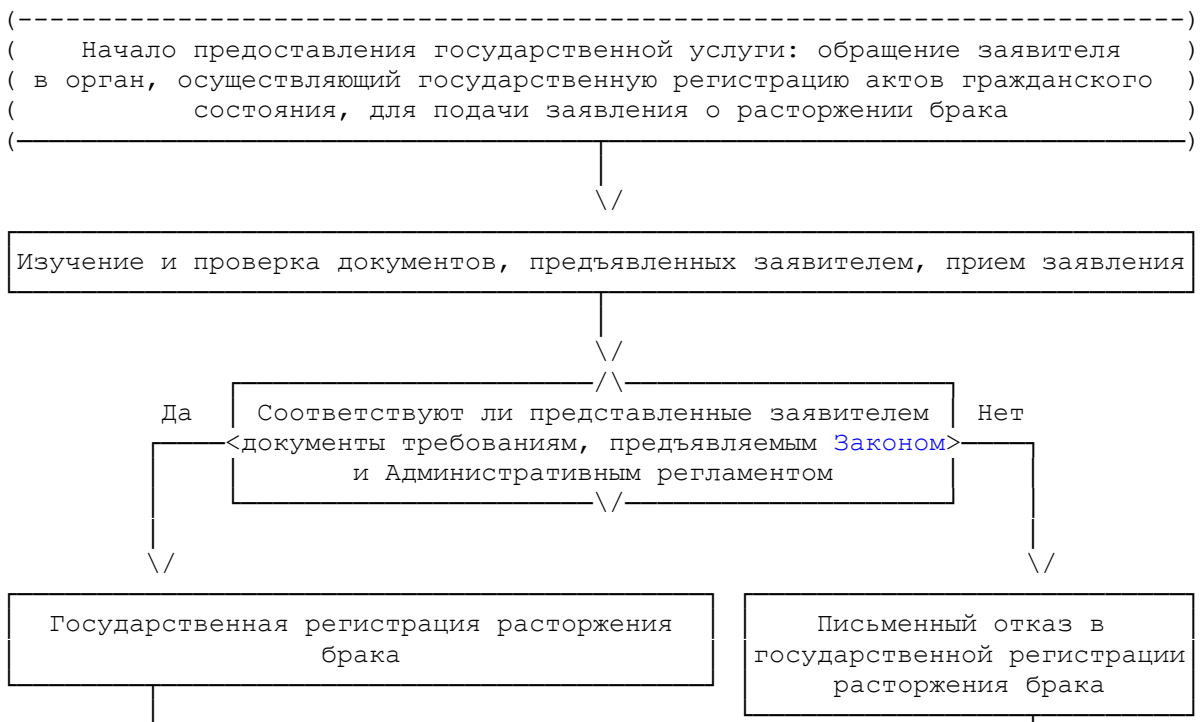 Начало предоставления государственной услуги: обращение заявителя
в орган, осуществляющий государственную регистрацию актов гражданского
состояния, для подачи заявления о расторжении брака
Изучение и проверка документов, предъявленных заявителем, прием заявления
Да
Соответствуют ли представленные заявителем
Нет
документы требованиям, предъявляемым Законом
и Административным регламентом
Государственная регистрация расторжения
брака
Письменный отказ в
государственной регистрации
расторжения брака